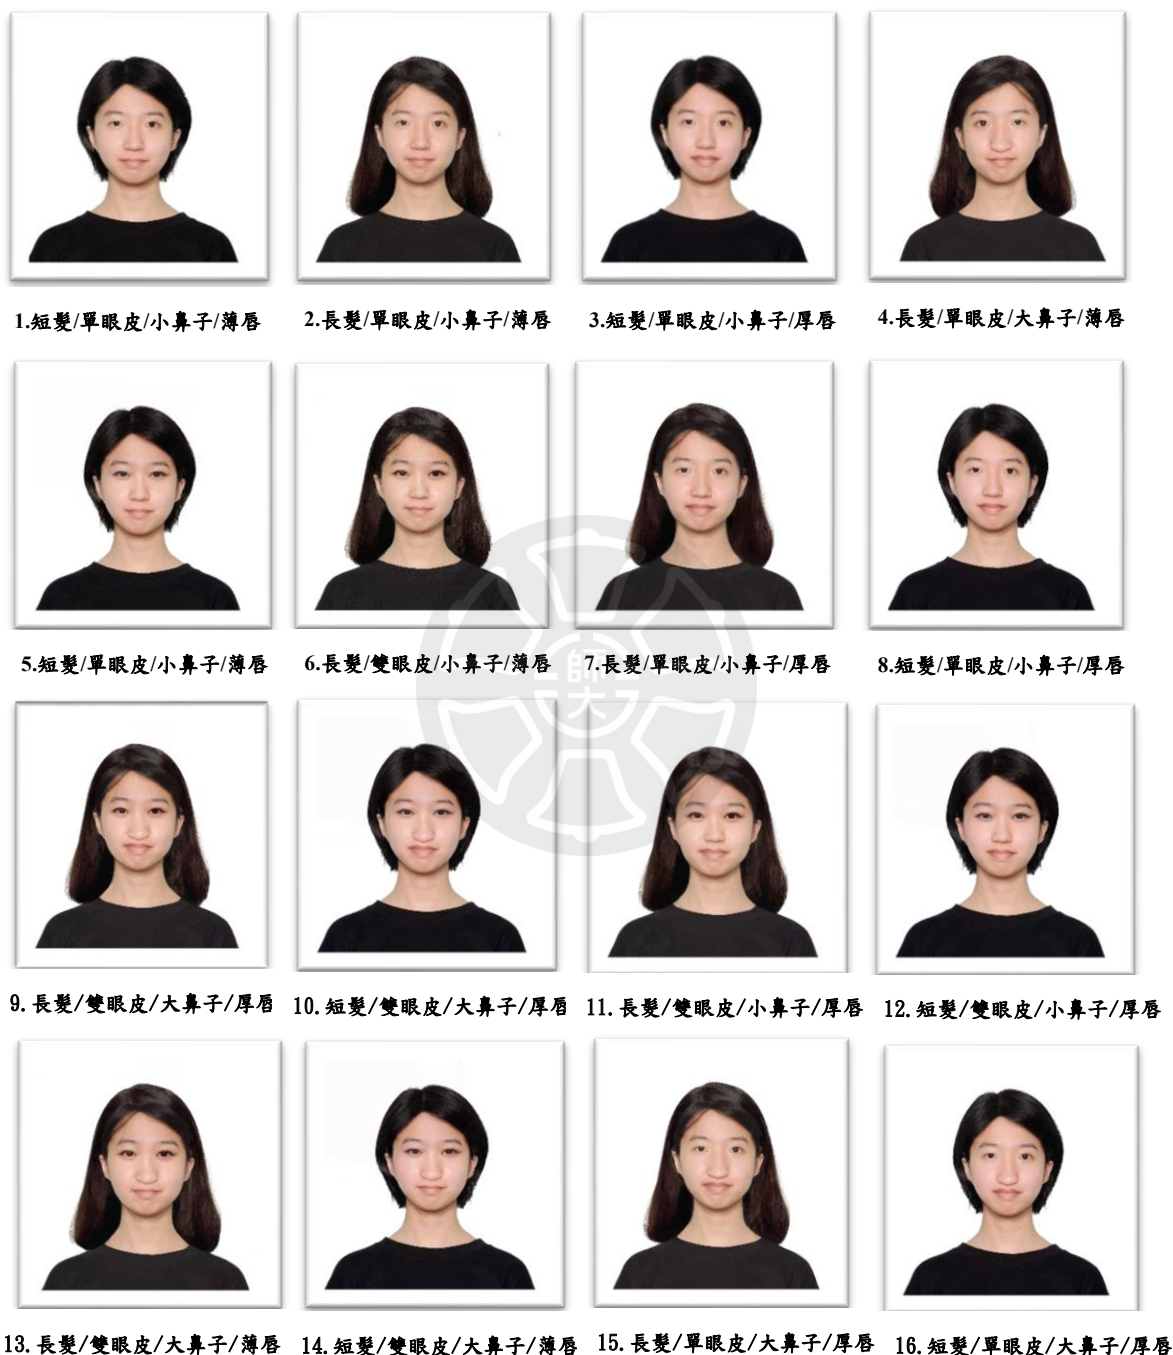 1.短髮/單眼皮/小鼻子/薄唇
2.長髮/單眼皮/小鼻子/薄唇
3.短髮/單眼皮/小鼻子/厚唇
4.長髮/單眼皮/大鼻子/薄唇
5.短髮/單眼皮/小鼻子/薄唇
6.長髮/雙眼皮/小鼻子/薄唇
7.長髮/單眼皮/小鼻子/厚唇
8.短髮/單眼皮/小鼻子/厚唇
師大
9.長髮/雙眼皮/大鼻子/厚唇
10.短髮/雙眼皮/大鼻子/厚唇
11.長髮/雙眼皮/小鼻子/厚唇
12.短髮/雙眼皮/小鼻子/厚唇
13.長髮/雙眼皮/大鼻子/薄唇
14.短髮/雙眼皮/大鼻子/薄唇
15.長髮/單眼皮/大鼻子/厚唇
16.短髮/單眼皮/大鼻子/厚唇